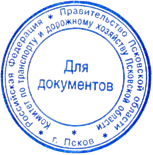 Российская Федерация * Правительство Псковской области *
Комитет по транспорту и дорожному хозяйству Псковской области
* г. Псков *
Для
документов